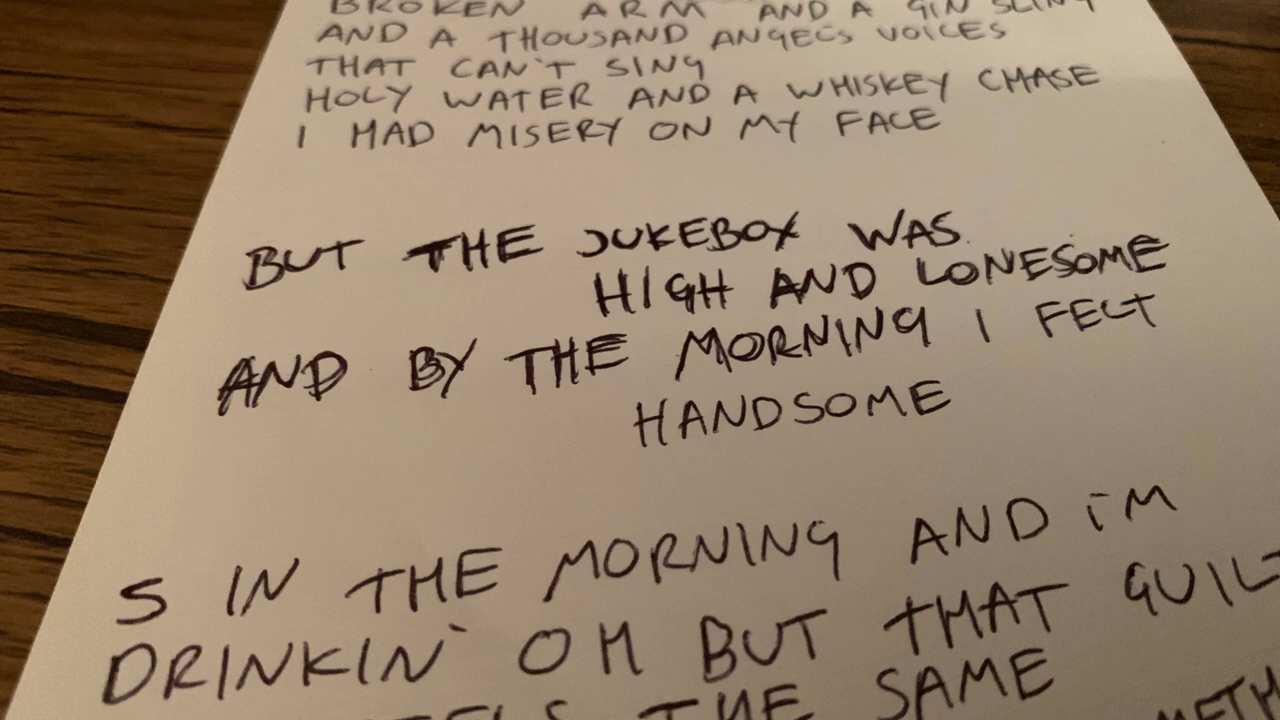 BROKEN ARM AND A GIN SLING
AND A THOUSAND ANGELS VOICES
THAT CAN'T SING
HOLY WATER AND A WHISKEY CHASE
I HAD MISERY ON MY FACE
BUT THE JUKEBOX WAS
HIGH AND LONESOME
AND BY THE MORNING I FELT
HANDSOME
5 IN THE MORNING AND I'M
DRINKIN' OH BUT THAT
THE SAME